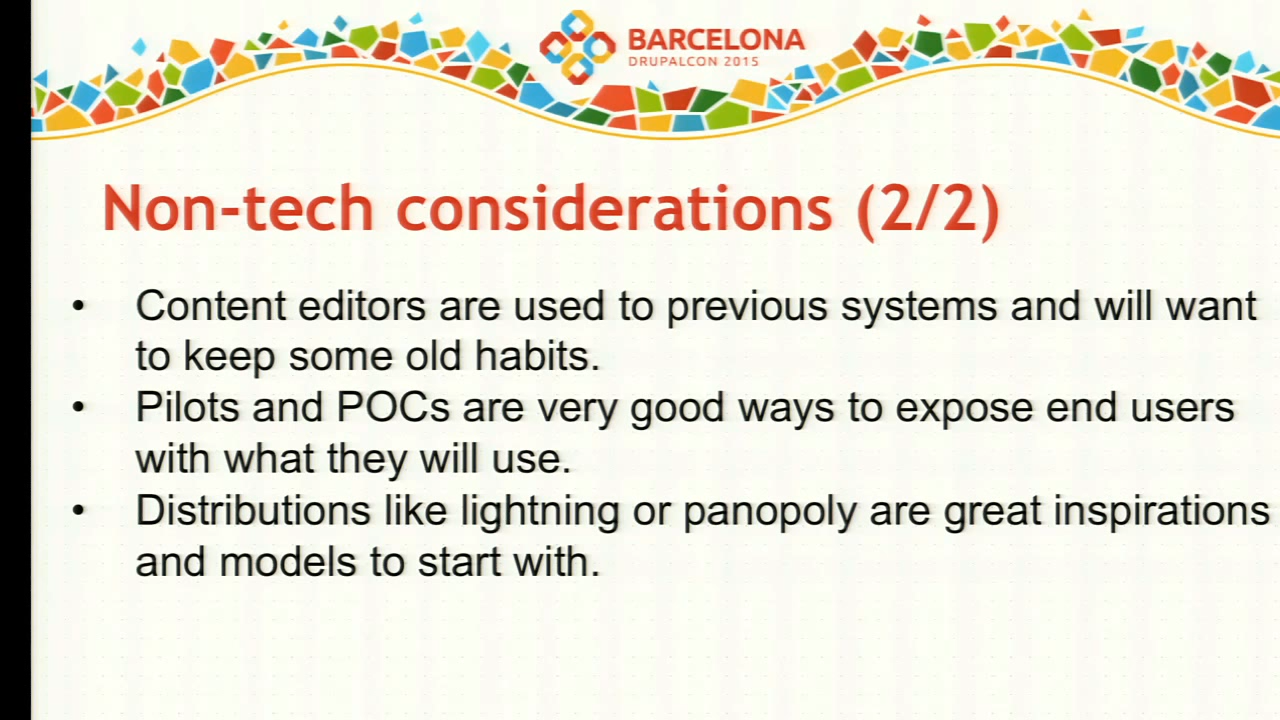 BARCELONA
DRUPALCON 2015
Non-tech considerations (2/2)
• Content editors are used to previous systems and will want
to keep some old habits.
• Pilots and POCs are very good ways to expose end users
with what they will use.
• Distributions like lightning or panopoly are great inspirations
and models to start with.